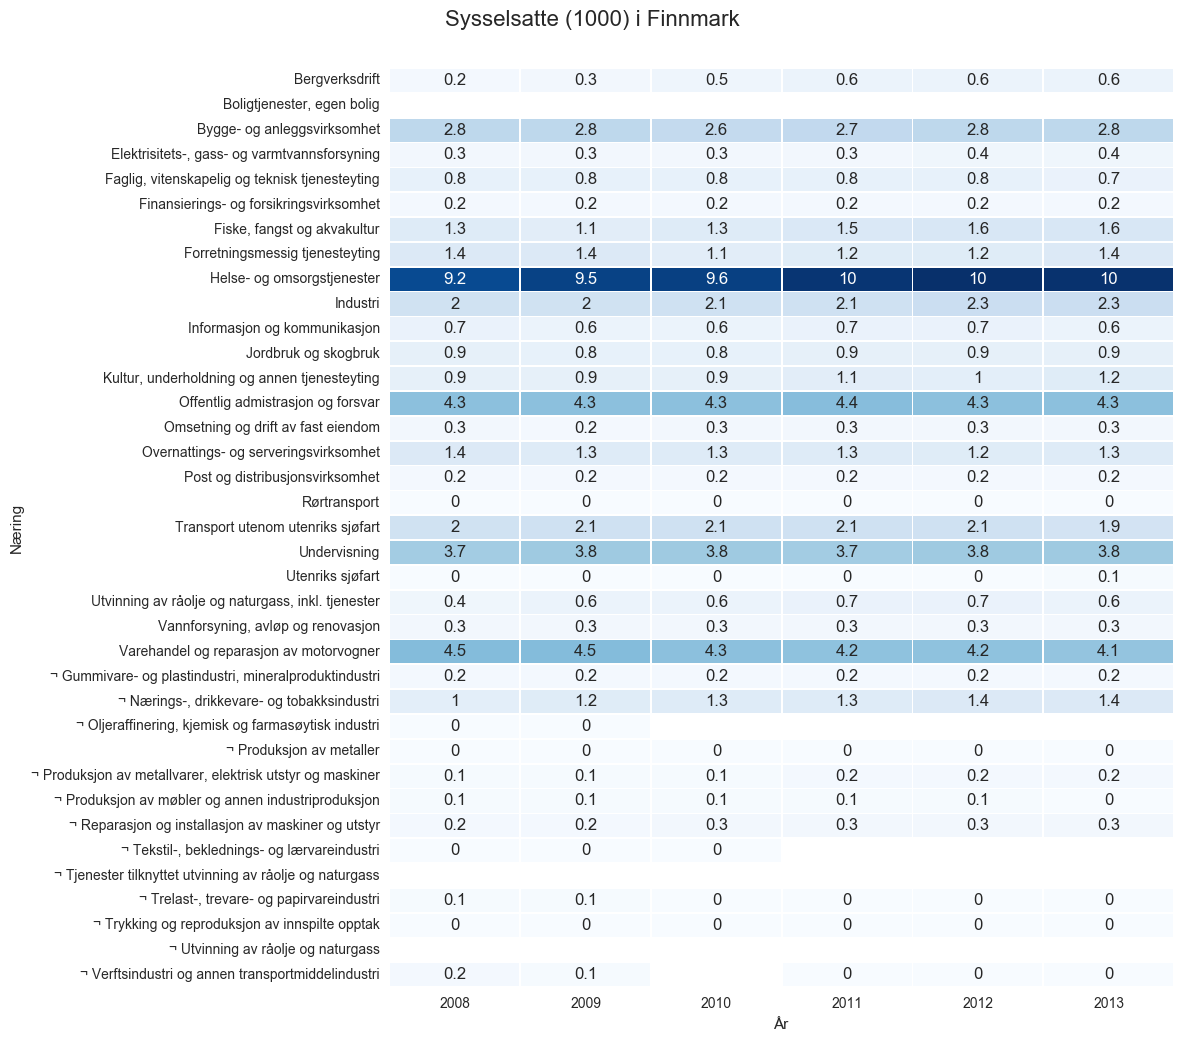 Sysselsatte (1000) i Finnmark
Bergverksdrift 0.2 0.3 0.5 0.6 0.6 0.6
Boligtjenester, egen bolig
Bygge- og anleggsvirksomhet 2.8 2.8 2.6 2.7 2.8 2.8
Elektrisitets-, gass- og varmtvannsforsyning 0.3 0.3 0.3 0.3 0.4 0.4
Faglig, vitenskapelig og teknisk tjenesteyting 0.8 0.8 0.8 0.8 0.8 0.7
Finansierings- og forsikringsvirksomhet 0.2 0.2 0.2 0.2 0.2 0.2
Fiske, fangst og akvakultur 1.3 1.1 1.3 1.5 1.6 1.6
Forretningsmessig tjenesteyting 1.4 1.4 1.1 1.2 1.2 1.4
Helse- og omsorgstjenester 9.2 9.5 9.6 10 10 10
Industri 2 2 2.1 2.1 2.3 2.3
Informasjon og kommunikasjon 0.7 0.6 0.6 0.7 0.7 0.6
Jordbruk og skogbruk 0.9 0.8 0.8 0.9 0.9 0.9
Kultur, underholdning og annen tjenesteyting 0.9 0.9 0.9 1.1 1 1.2
Offentlig admistrasjon og forsvar 4.3 4.3 4.3 4.4 4.3 4.3
Omsetning og drift av fast eiendom 0.3 0.2 0.3 0.3 0.3 0.3
Overnattings- og serveringsvirksomhet 1.4 1.3 1.3 1.3 1.2 1.3
Post og distribusjonsvirksomhet 0.2 0.2 0.2 0.2 0.2 0.2
Rørtransport 0 0 0 0 0 0
Transport utenom utenriks sjøfart 2 2.1 2.1 2.1 2.1 1.9
Undervisning 3.7 3.8 3.8 3.7 3.8 3.8
Utenriks sjøfart 0 0 0 0 0 0.1
Utvinning av råolje og naturgass, inkl. tjenester 0.4 0.6 0.6 0.7 0.7 0.6
Vannforsyning, avløp og renovasjon 0.3 0.3 0.3 0.3 0.3 0.3
Varehandel og reparasjon av motorvogner 4.5 4.5 4.3 4.2 4.2 4.1
¬ Gummivare- og plastindustri, mineralproduktindustri 0.2 0.2 0.2 0.2 0.2 0.2
¬ Nærings-, drikkevare- og tobakksindustri 1 1.2 1.3 1.3 1.4 1.4
¬ Oljeraffinering, kjemisk og farmasøytisk industri 0 0
¬ Produksjon av metaller 0 0 0 0 0 0
¬ Produksjon av metallvarer, elektrisk utstyr og maskiner 0.1 0.1 0.1 0.2 0.2 0.2
¬ Produksjon av møbler og annen industriproduksjon 0.1 0.1 0.1 0.1 0.1 0
¬ Reparasjon og installasjon av maskiner og utstyr 0.2 0.2 0.3 0.3 0.3 0.3
¬ Tekstil-, beklednings- og lærvareindustri 0 0 0
¬ Tjenester tilknyttet utvinning av råolje og naturgass
¬ Trelast-, trevare- og papirvareindustri 0.1 0.1 0 0 0 0
¬ Trykking og reproduksjon av innspilte opptak 0 0 0 0 0 0
¬ Utvinning av råolje og naturgass
¬ Verftsindustri og annen transportmiddelindustri 0.2 0.1 0 0 0
2008 2009 2010 2011 2012 2013
År
Næring